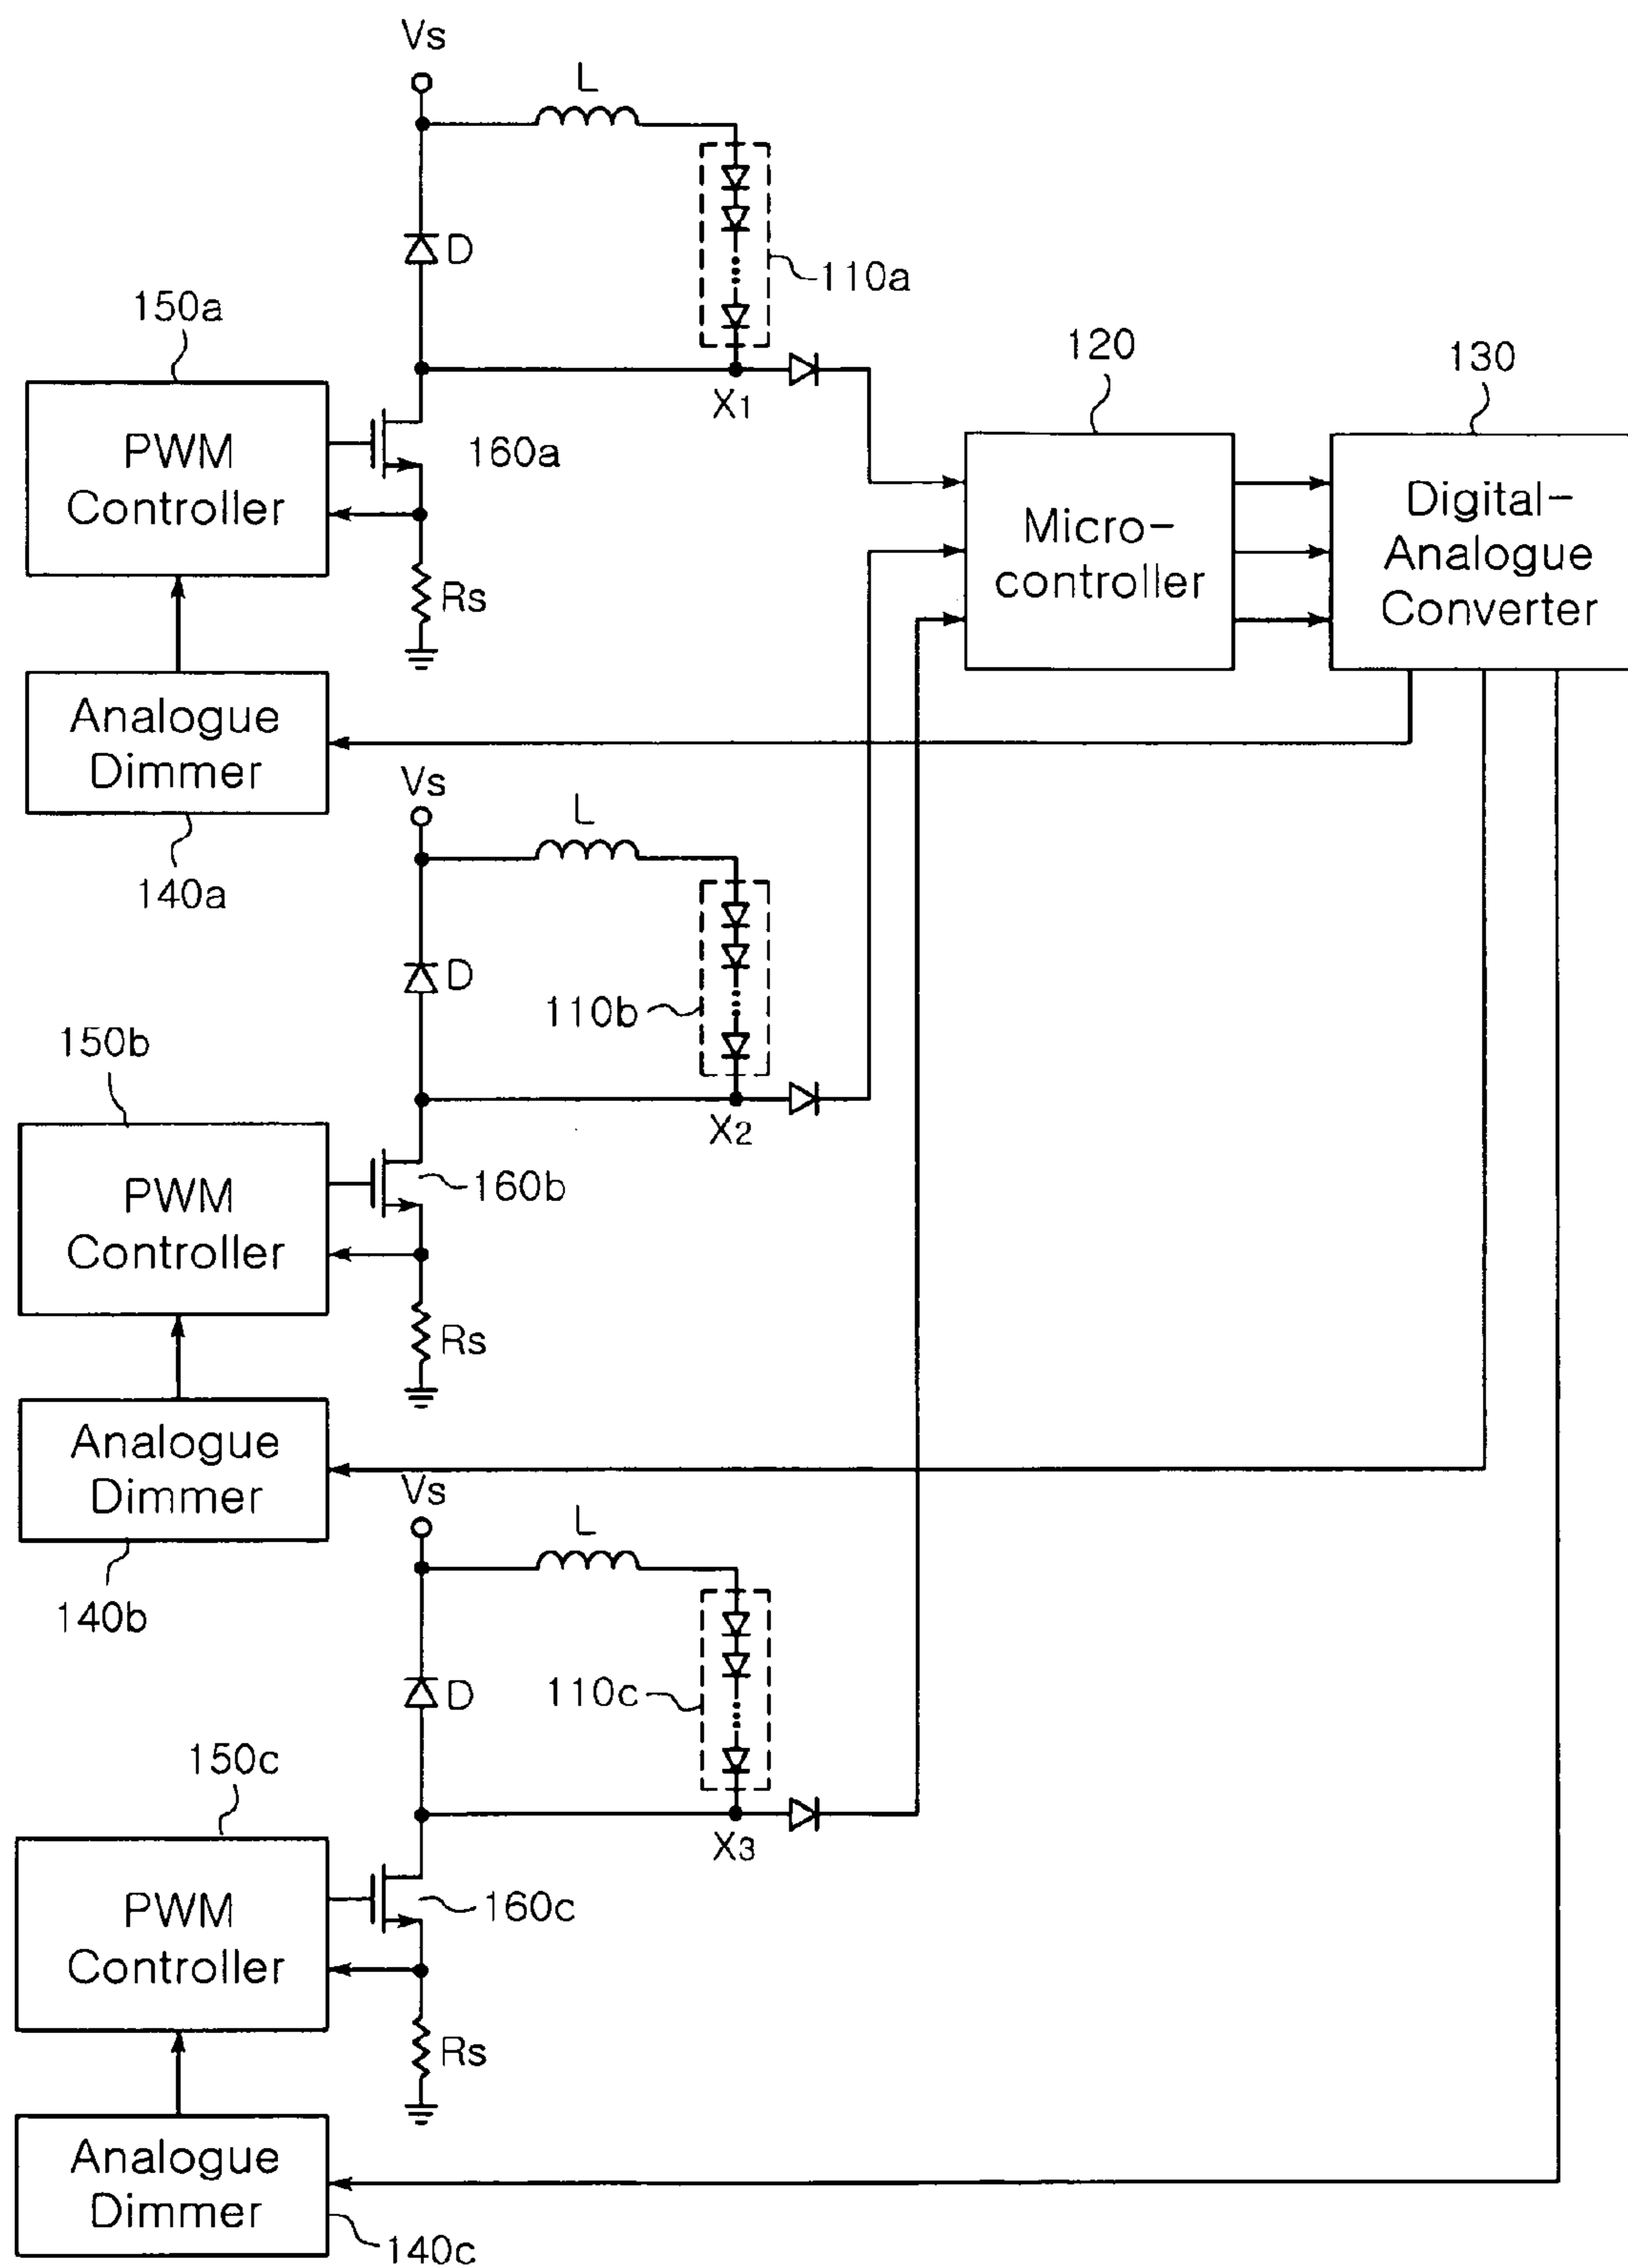 Vs
L
D
110a
150a
120
130
X1
PWM
Controller
160a
Micro-
controller
Digital-
Analogue
Converter
Rs
Analogue
Dimmer
140a
Vs
L
D
110b
150b
X2
PWM
Controller
160b
Rs
Analogue
Dimmer
140b
Vs
L
D
110c
150c
X3
PWM
Controller
160c
Rs
Analogue
Dimmer
140c